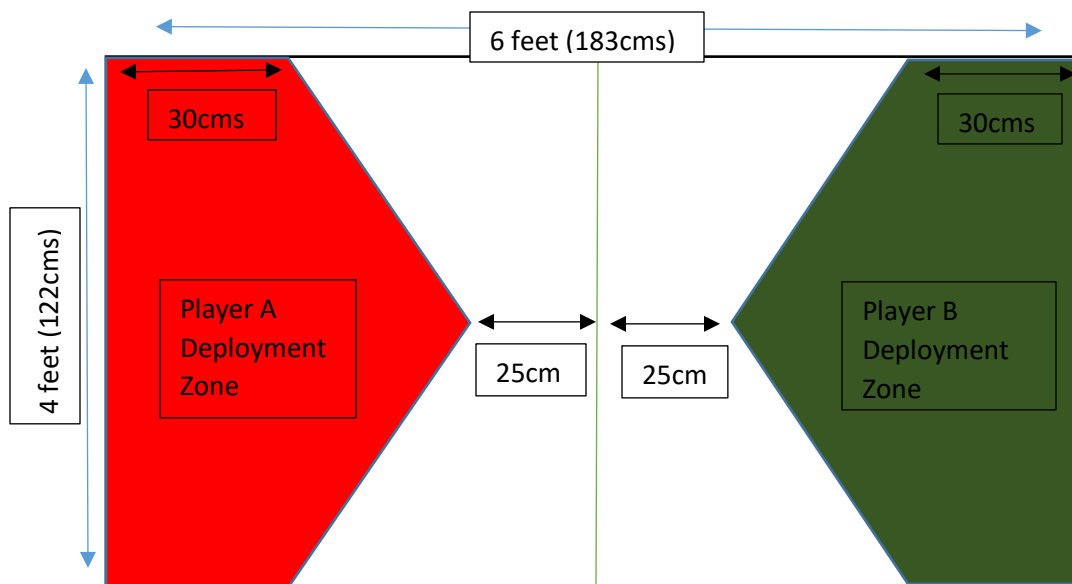 6 feet (183cms)
30cms
30cms
4 feet (122cms)
Player A
Deployment
Zone
25cm
25cm
Player B
Deployment
Zone